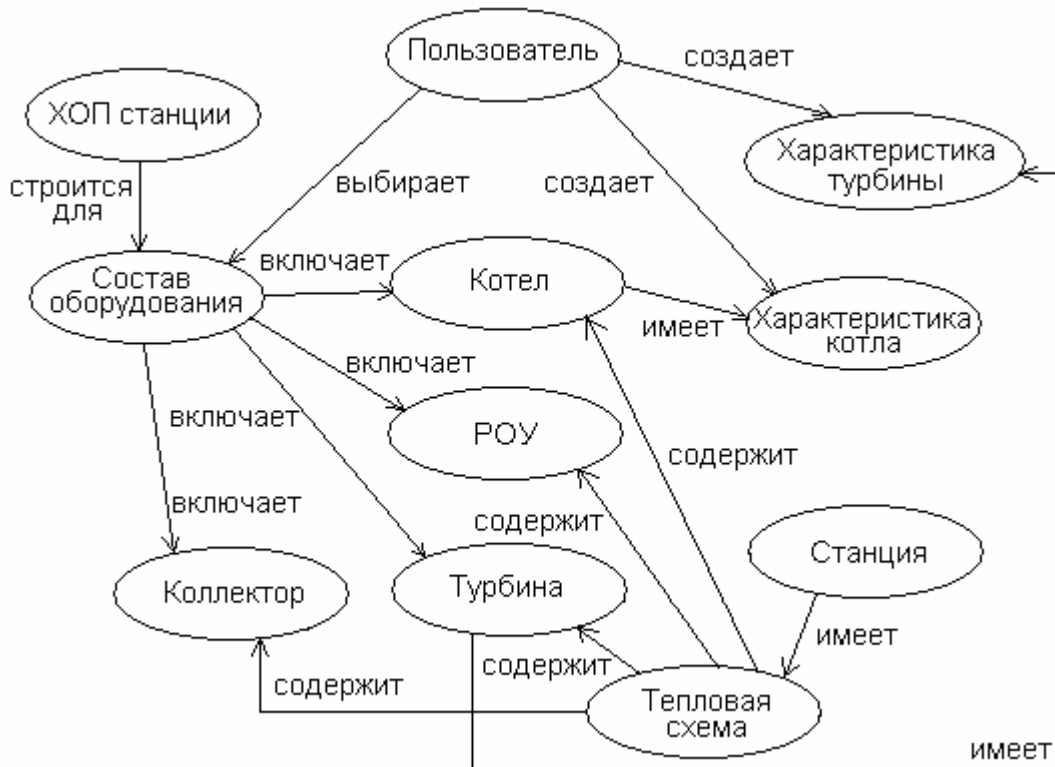 Пользователь
создает
ХОП станции
Характеристика
турбины
строится
для
выбирает
создает
Состав
оборудования
включает
Котел
имеет
Характеристика
котла
включает
включает
РОУ
содержит
включает
содержит
Станция
Коллектор
Турбина
имеет
содержит
содержит
Тепловая
схема
имеет